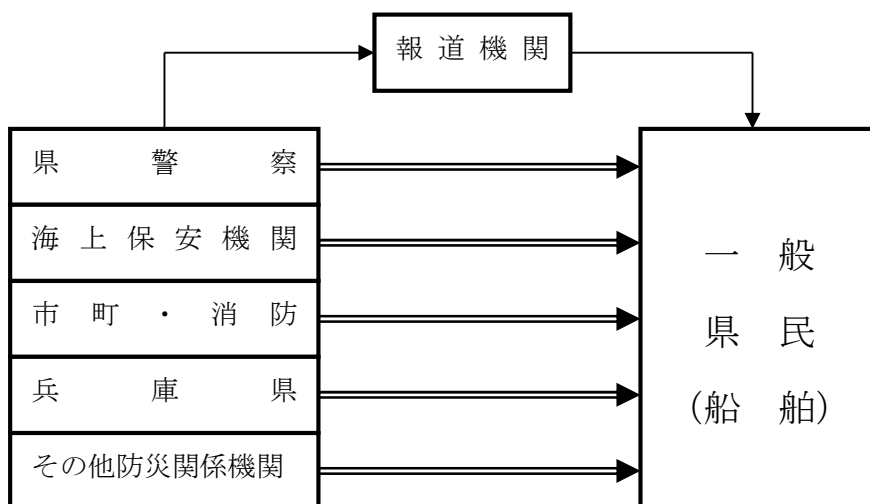 報道機関
県警察
海上保安機関
市町・消防
兵庫県
その他防災関係機関
一般
県民
(船舶)